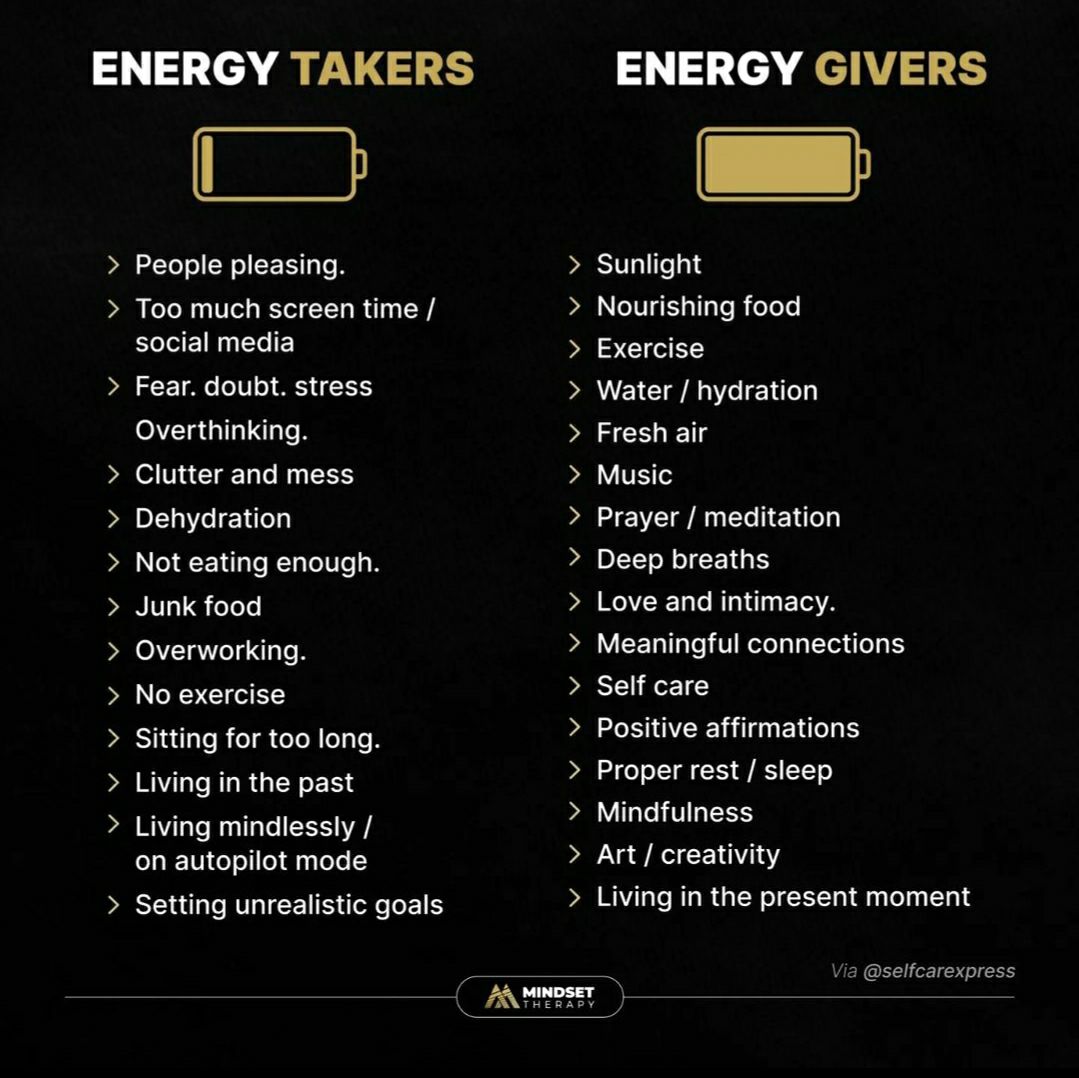 ENERGY TAKERS
People pleasing.
Too much screen time /
social media
Fear. doubt. stress
Overthinking.
Clutter and mess
Dehydration
Not eating enough.
Junk food
Overworking.
No exercise
Sitting for too long.
Living in the past
Living mindlessly /
on autopilot mode
Setting unrealistic goals
ENERGY GIVERS
Sunlight
Nourishing food
Exercise
Water / hydration
Fresh air
Music
Prayer / meditation
Deep breaths
Love and intimacy.
Meaningful connections
Self care
Positive affirmations
Proper rest / sleep
Mindfulness
Art / creativity
Living in the present moment
Via @selfcarexpress
MINDSET
THERAPY